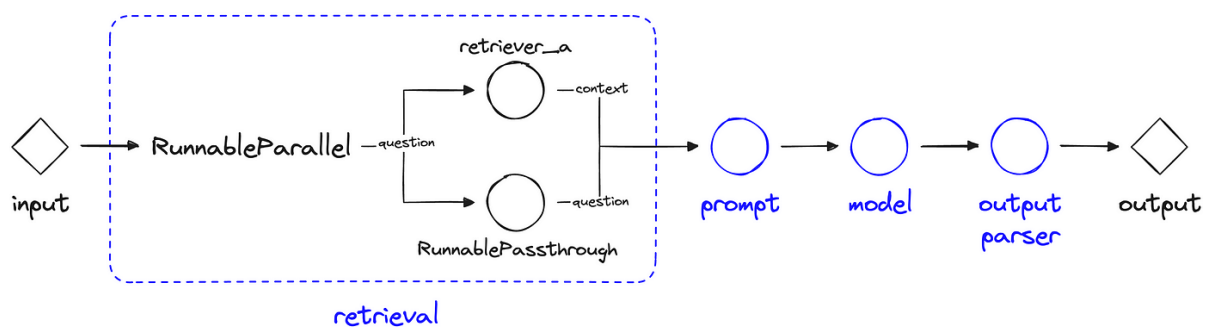 retriever_a
context
input
RunnableParallel
question
question
RunnablePassthrough
prompt
model
output
parser
output
retrieval